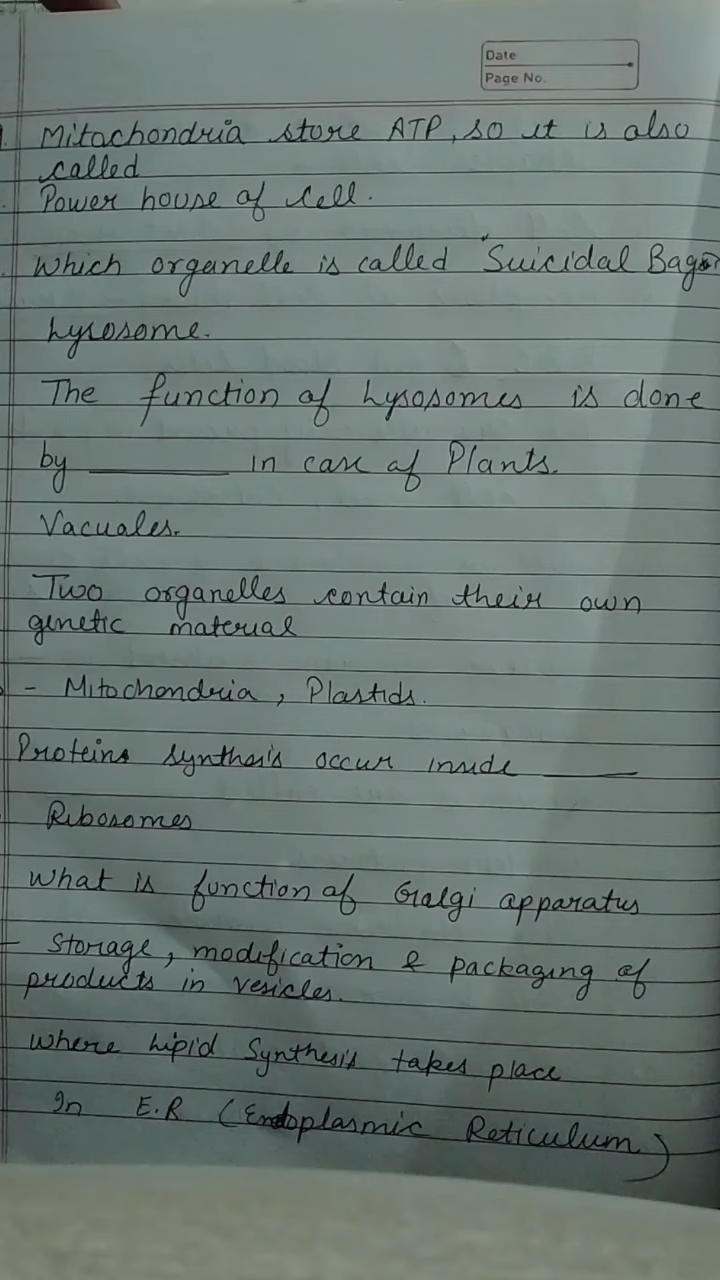 Date
Page No.
Mitochondria store ATP, so it is also
called
Power house of Cell.
Which organelle is called "Suicidal Bag
Lysosome.
The function of Lysosomes is done
by ______ in case of Plants.
Vacuales.
Two organelles contain their own
genetic material
- Mitochondria, Plastids.
Proteins synthesis occur inside ____
Ribosomes
What is function of Golgi apparatus
- Storage, modification & packaging of
products in vesicles.
where Lipid Synthesis takes place
In E.R (Endoplasmic Reticulum)